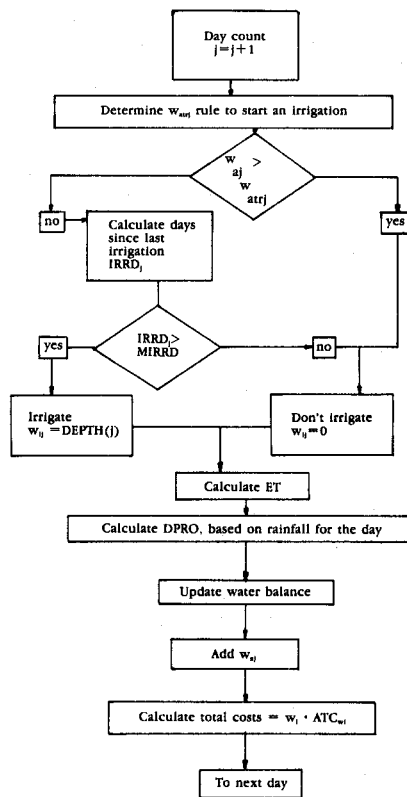 Day count
j=j+1
Determine w_atrj rule to start an irrigation
w_aj >
w_atrj
no
yes
Calculate days
since last
irrigation
IRRD_j
IRRD_j>
MIRRD
yes
no
Irrigate
w_ij =DEPTH(j)
Don't irrigate
w_ij=0
Calculate ET
Calculate DPRO, based on rainfall for the day
Update water balance
Add w_aj
Calculate total costs = w_i · ATC_wi
To next day